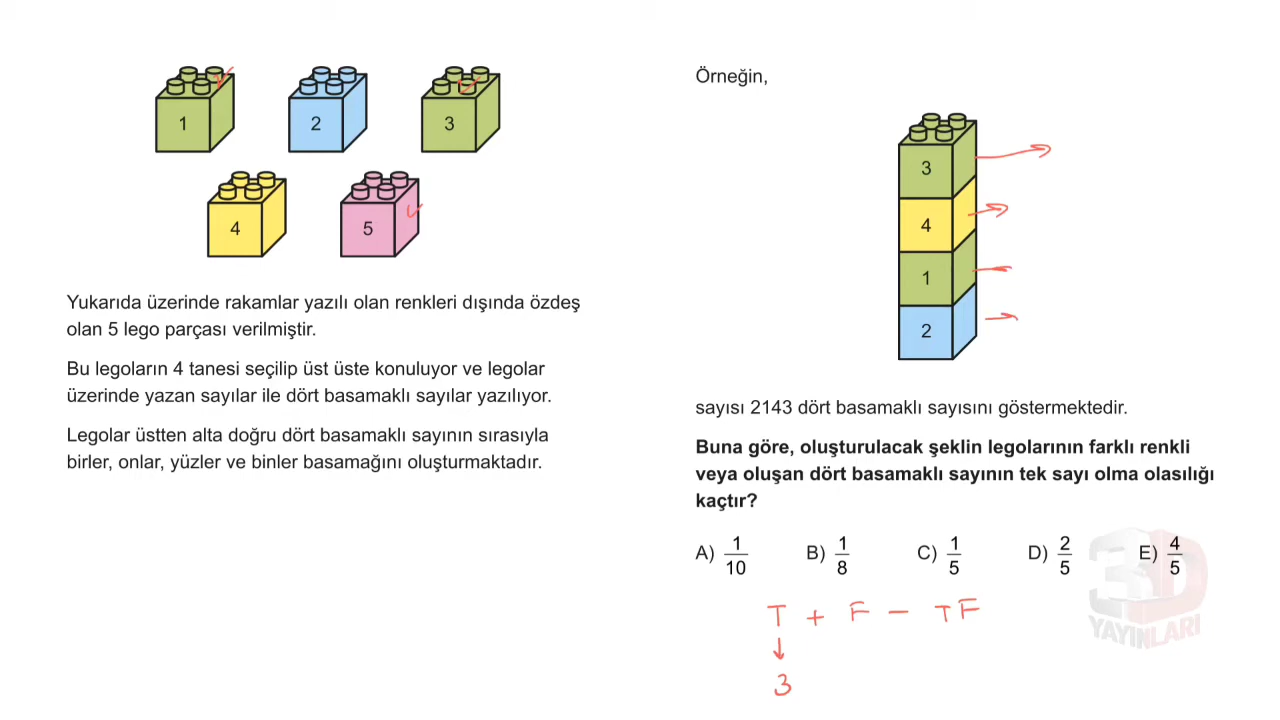 1
2
3
4
5
Yukarıda üzerinde rakamlar yazılı olan renkleri dışında özdeş
olan 5 lego parçası verilmiştir.
Bu legoların 4 tanesi seçilip üst üste konuluyor ve legolar
üzerinde yazan sayılar ile dört basamaklı sayılar yazılıyor.
Legolar üstten alta doğru dört basamaklı sayının sırasıyla
birler, onlar, yüzler ve binler basamağını oluşturmaktadır.
Örneğin,
3
4
1
2
sayısı 2143 dört basamaklı sayısını göstermektedir.
Buna göre, oluşturulacak şeklin legolarının farklı renkli
veya oluşan dört basamaklı sayının tek sayı olma olasılığı
kaçtır?
A) 1/10 B) 1/8 C) 1/5 D) 2/5 E) 4/5
T + F - TF
3
3D
YAYINLARI